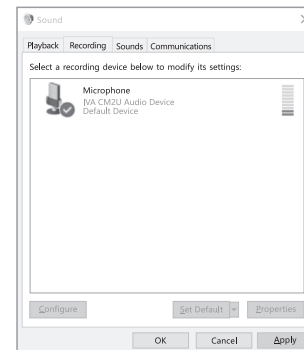 Sound
Playback Recording Sounds Communications
Select a recording device below to modify its settings:
Microphone
JVA CM2U Audio Device
Default Device
Configure Set Default Properties
OK Cancel Apply